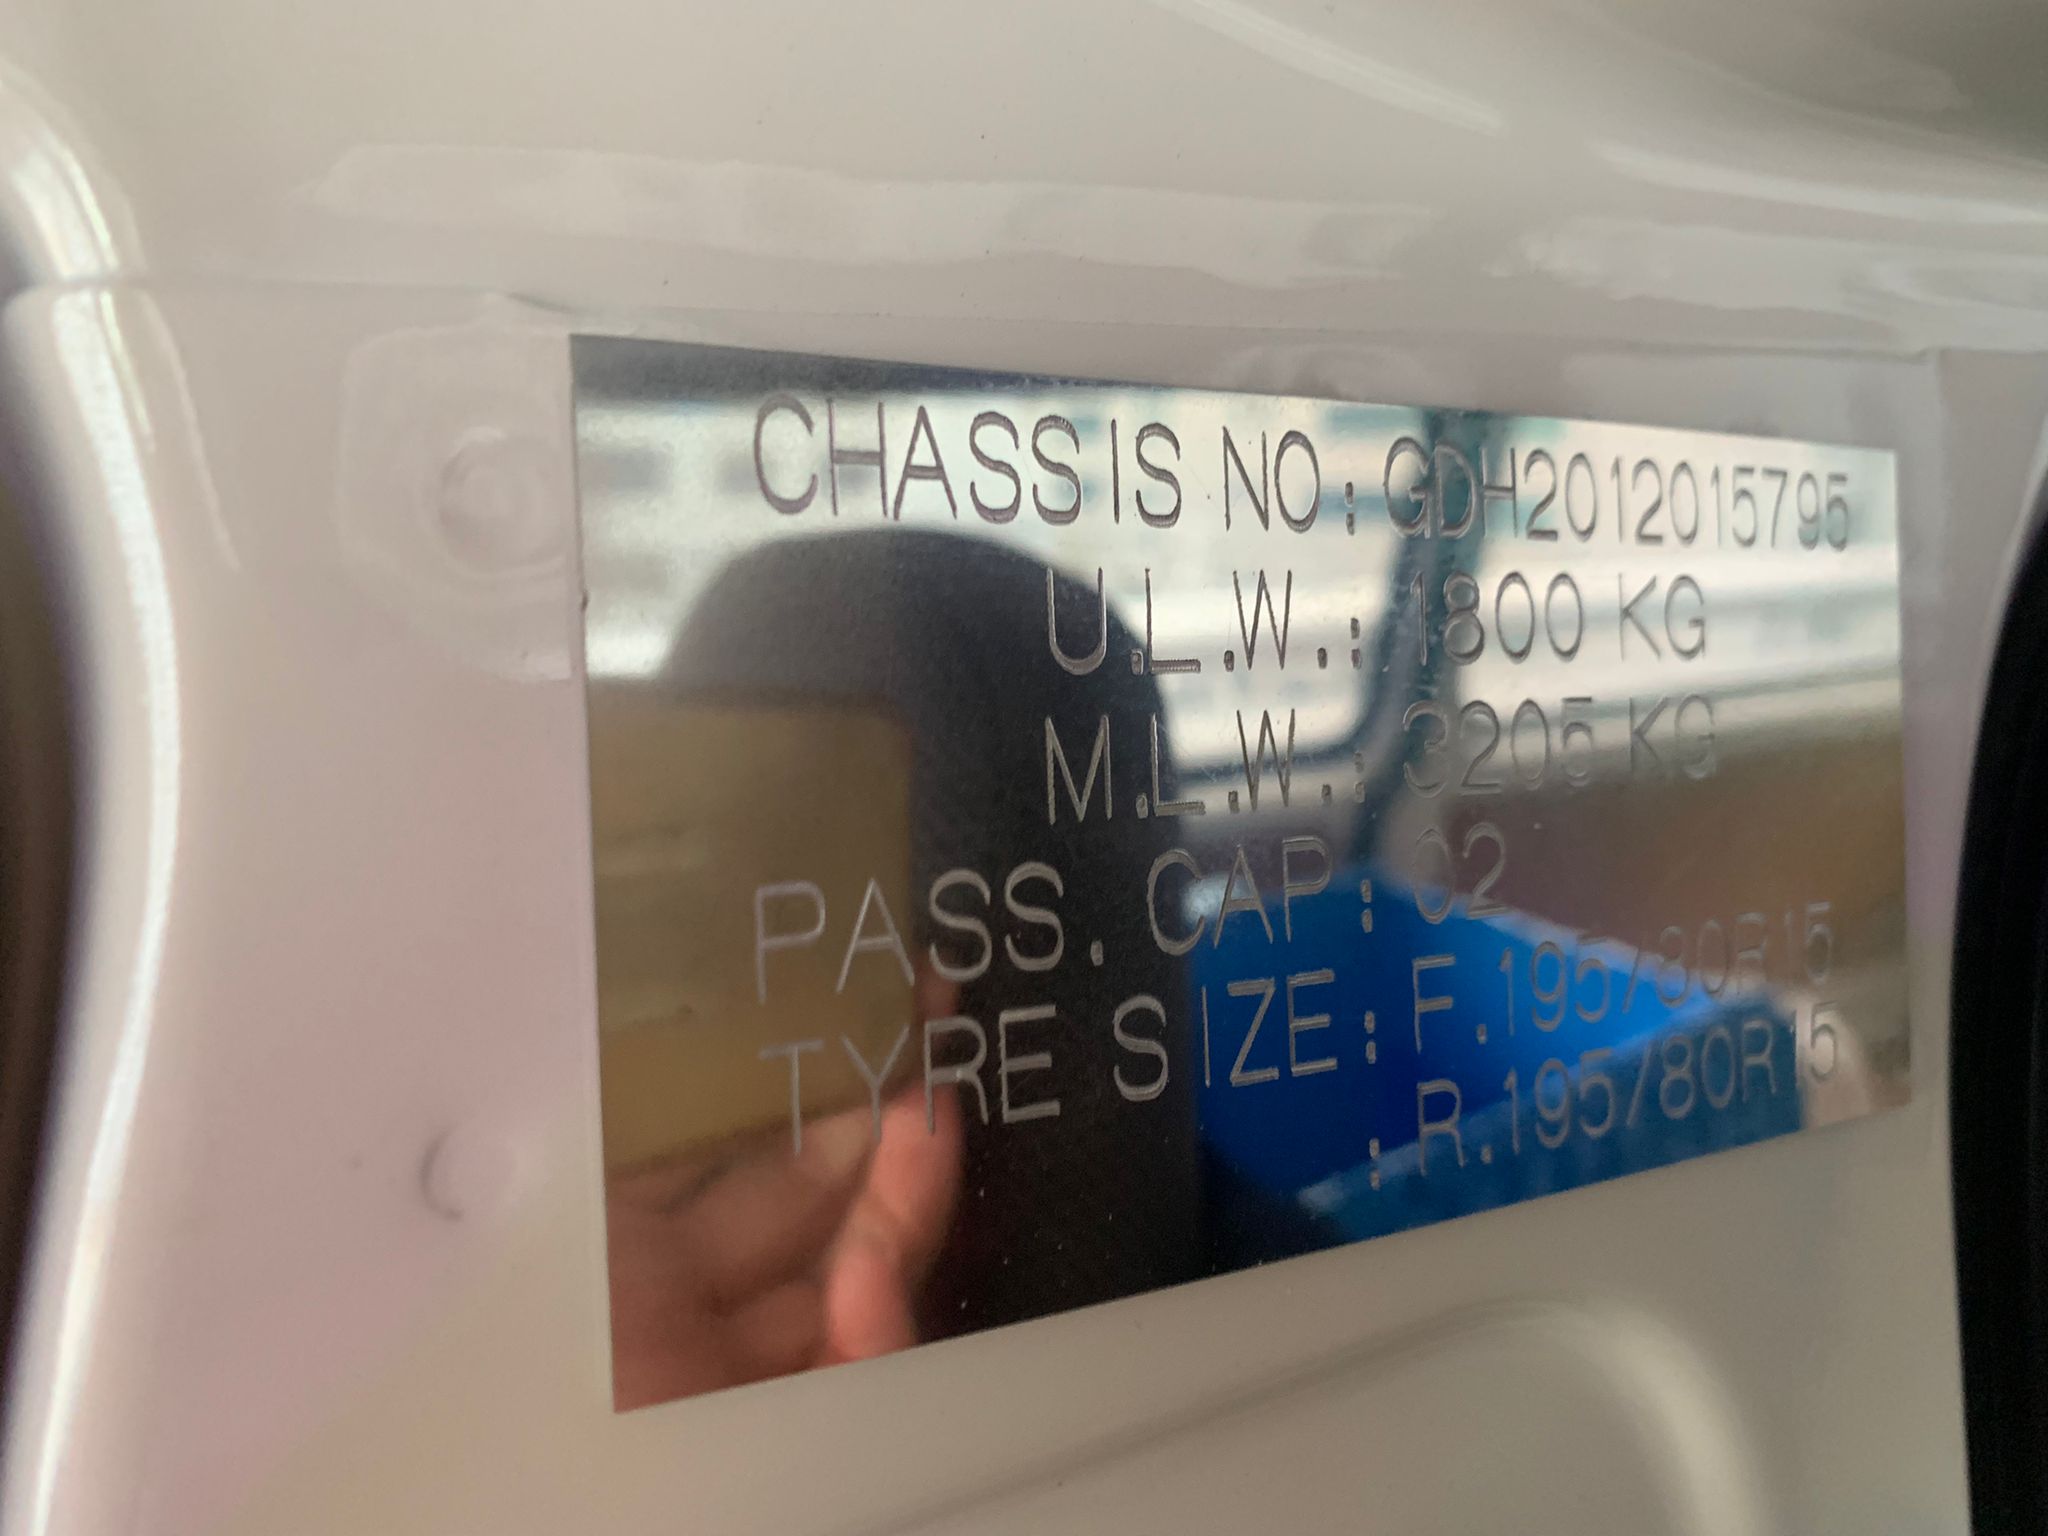 CHASSIS NO: GDH2012015795
U.L.W.: 1800 KG
M.L.W.: 3205 KG
PASS. CAP: 02
TYRE SIZE: F.195/80R15
: R.195/80R15